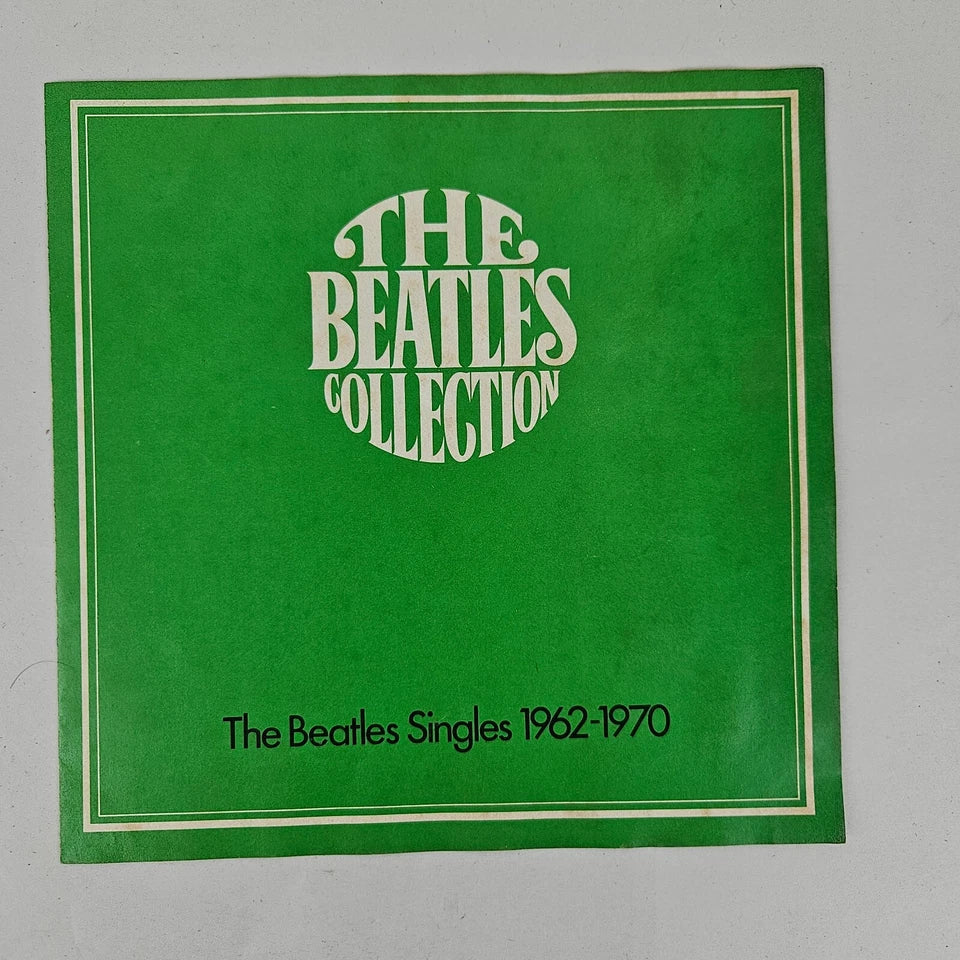 THE
BEATLES
COLLECTION
The Beatles Singles 1962-1970